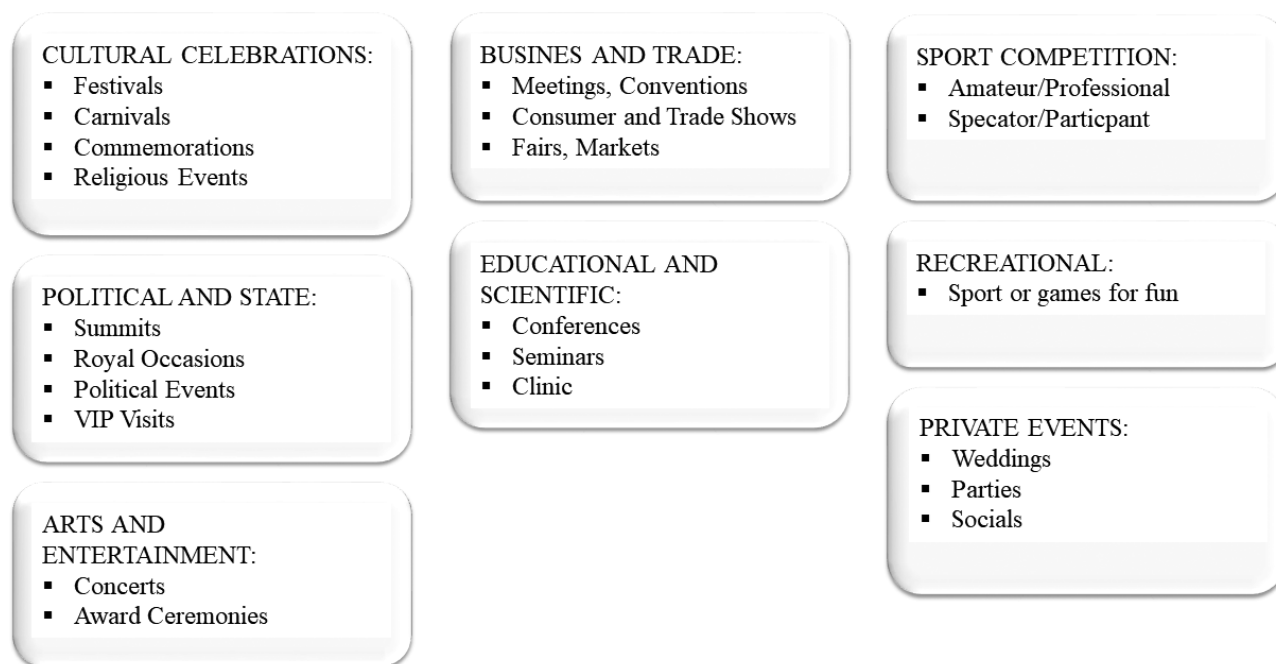 CULTURAL CELEBRATIONS:
▪ Festivals
▪ Carnivals
▪ Commemorations
▪ Religious Events
POLITICAL AND STATE:
▪ Summits
▪ Royal Occasions
▪ Political Events
▪ VIP Visits
ARTS AND
ENTERTAINMENT:
▪ Concerts
▪ Award Ceremonies
BUSINES AND TRADE:
▪ Meetings, Conventions
▪ Consumer and Trade Shows
▪ Fairs, Markets
EDUCATIONAL AND
SCIENTIFIC:
▪ Conferences
▪ Seminars
▪ Clinic
SPORT COMPETITION:
▪ Amateur/Professional
▪ Specator/Particpant
RECREATIONAL:
▪ Sport or games for fun
PRIVATE EVENTS:
▪ Weddings
▪ Parties
▪ Socials